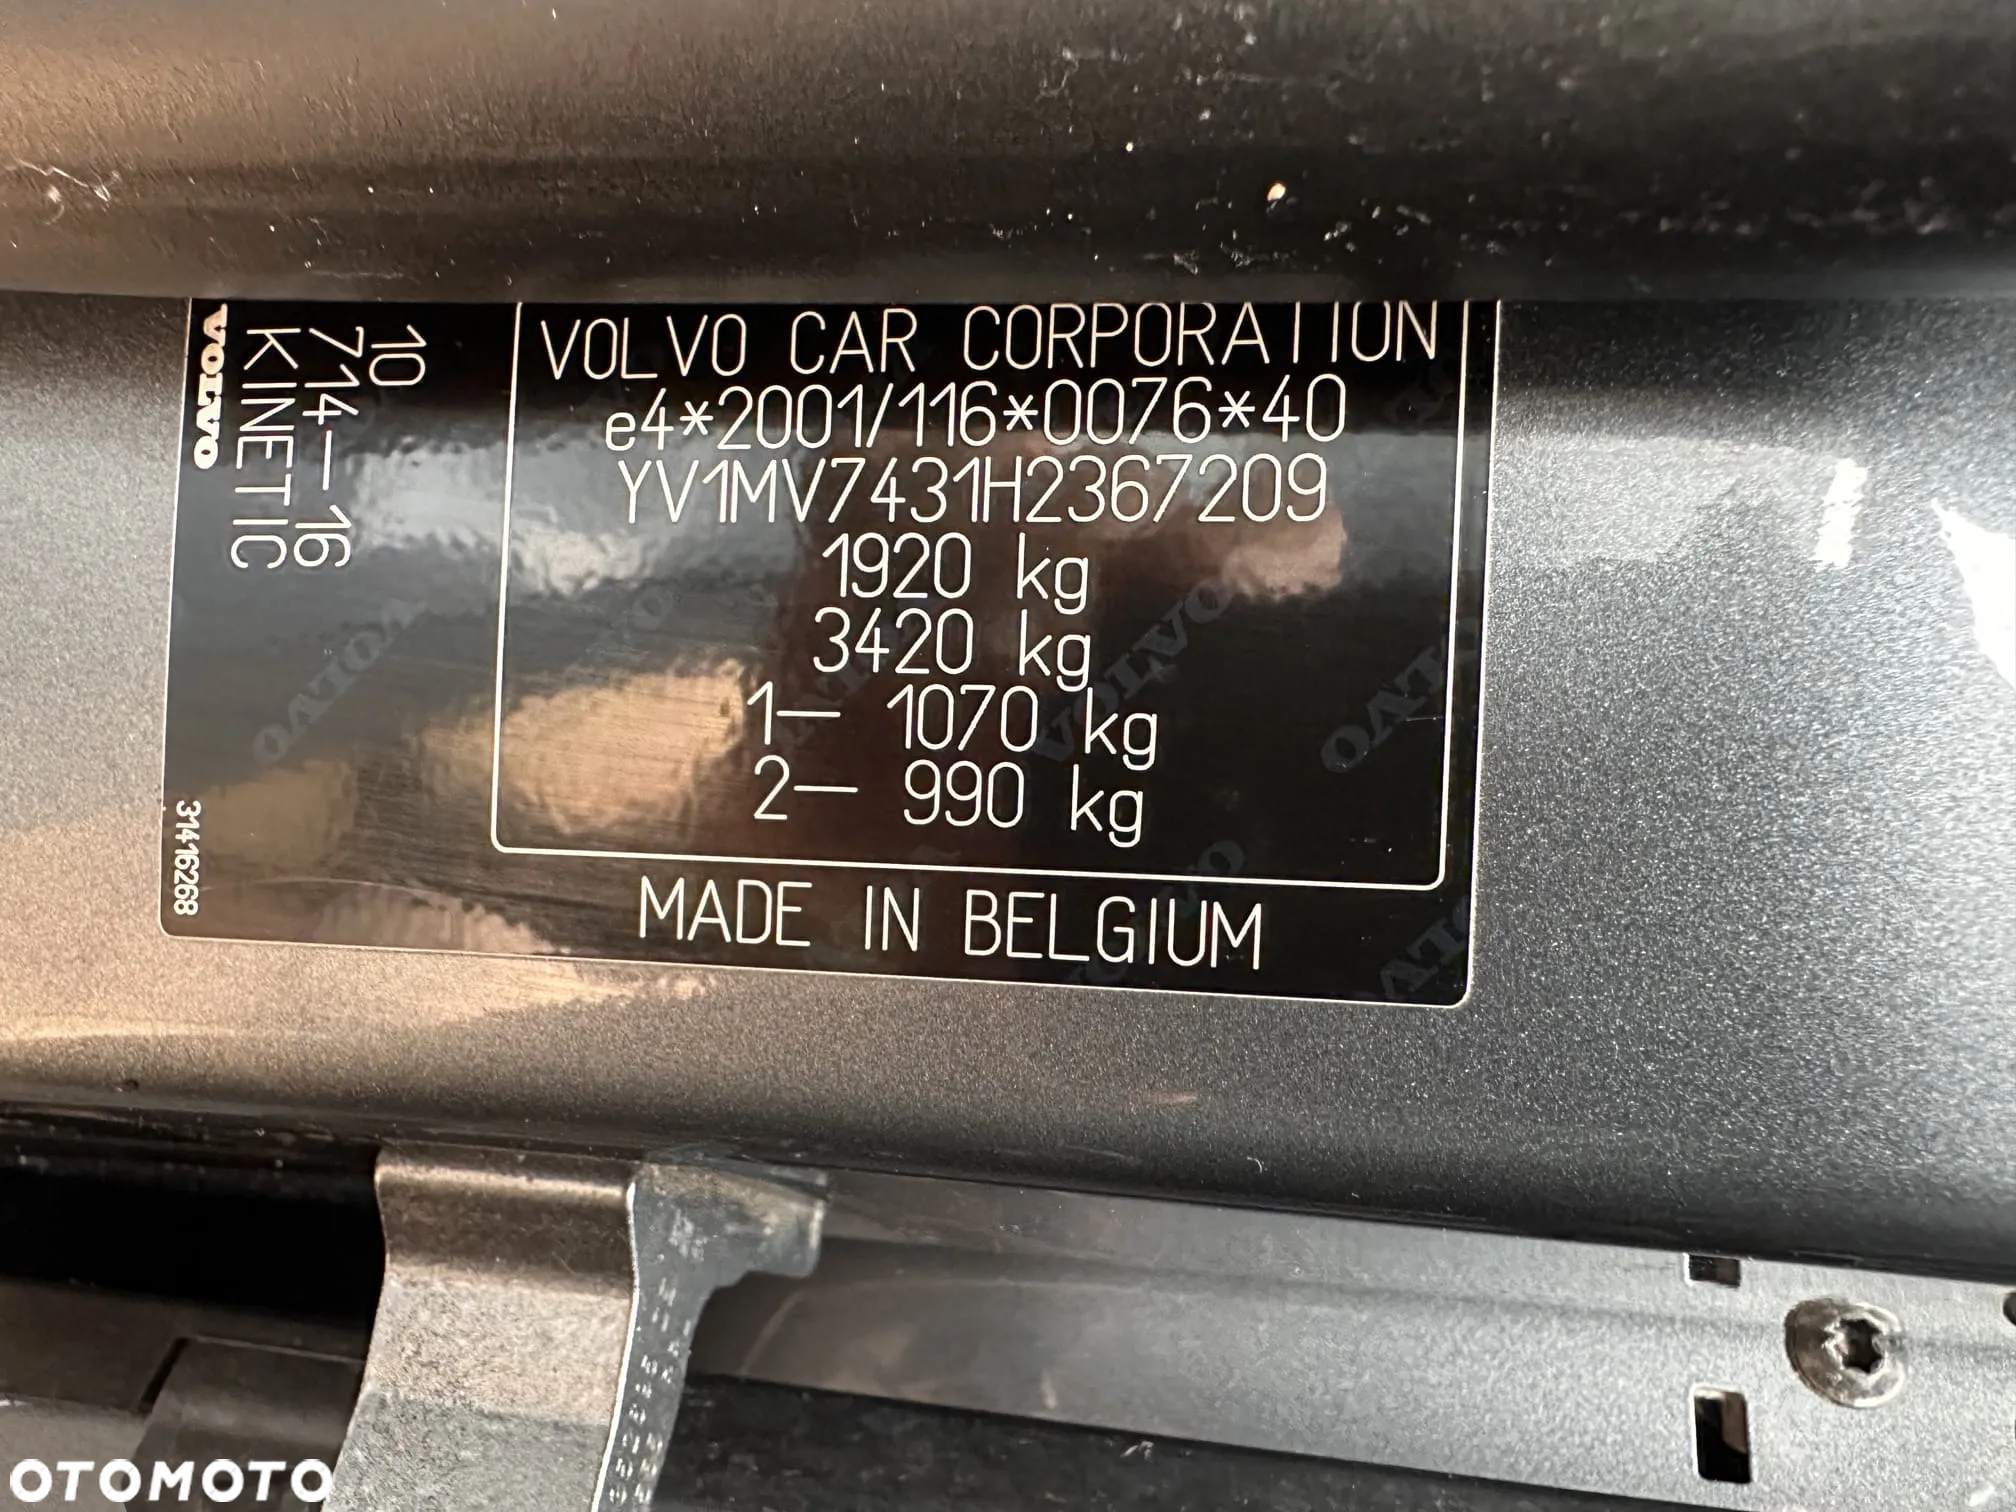 VOLVO CAR CORPORATION
e4*2001/116*0076*40
YV1MV7431H2367209
1920 kg
3420 kg
1— 1070 kg
2— 990 kg
MADE IN BELGIUM
10
714—16
KINETIC
VOLVO
31416268
OTOMOTO